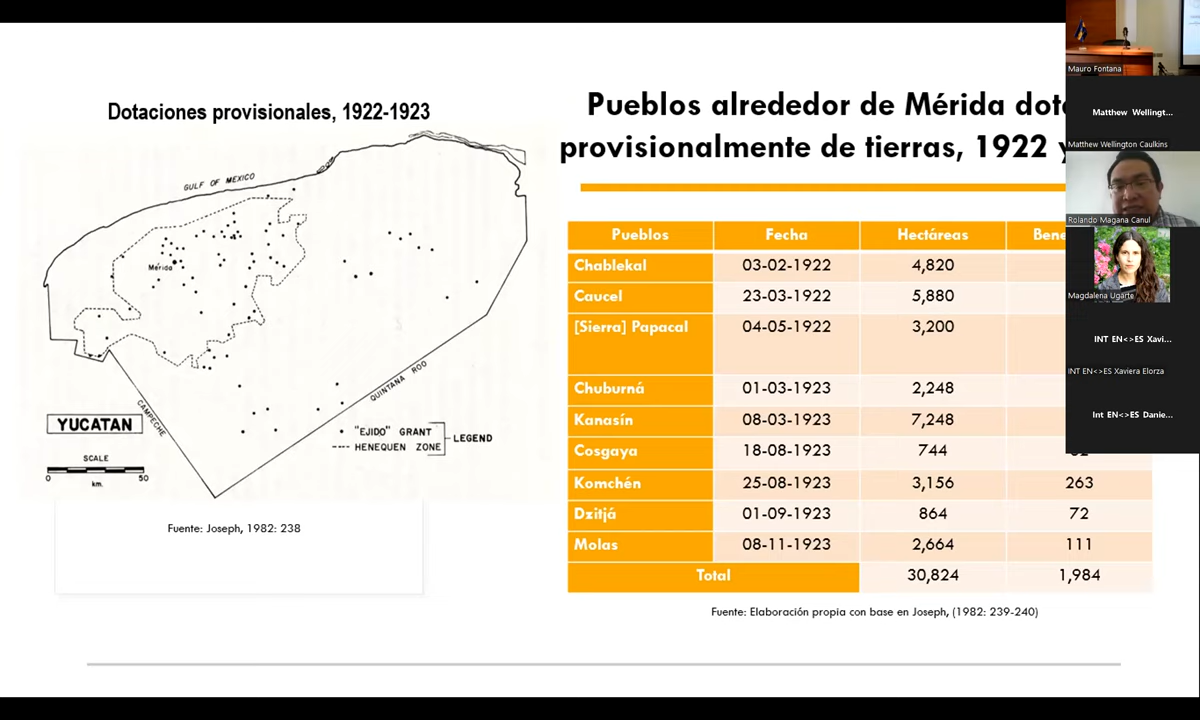 Dotaciones provisionales, 1922-1923
GULF OF MEXICO
Mérida
CAMPECHE
QUINTANA ROO
YUCATAN
SCALE
0 50
km.
"EJIDO" GRANT
HENEQUEN ZONE
LEGEND
Fuente: Joseph, 1982: 238
Pueblos alrededor de Mérida
provisionalmente de tierras, 1922
Pueblos Fecha Hectáreas
Chablekal 03-02-1922 4,820
Caucel 23-03-1922 5,880
[Sierra] Papacal 04-05-1922 3,200
Chuburná 01-03-1923 2,248
Kanasín 08-03-1923 7,248
Cosgaya 18-08-1923 744
Komchén 25-08-1923 3,156 263
Dzitjá 01-09-1923 864 72
Molas 08-11-1923 2,664 111
Total 30,824 1,984
Fuente: Elaboración propia con base en Joseph, (1982: 239-240)
Mauro Fontana
Matthew Wellingt...
Matthew Wellington Caulkins
Rolando Magana Canul
Magdalena Ugarte
INT EN<>ES Xavi...
INT EN<>ES Xaviera Elorza
Int EN<>ES Danie...